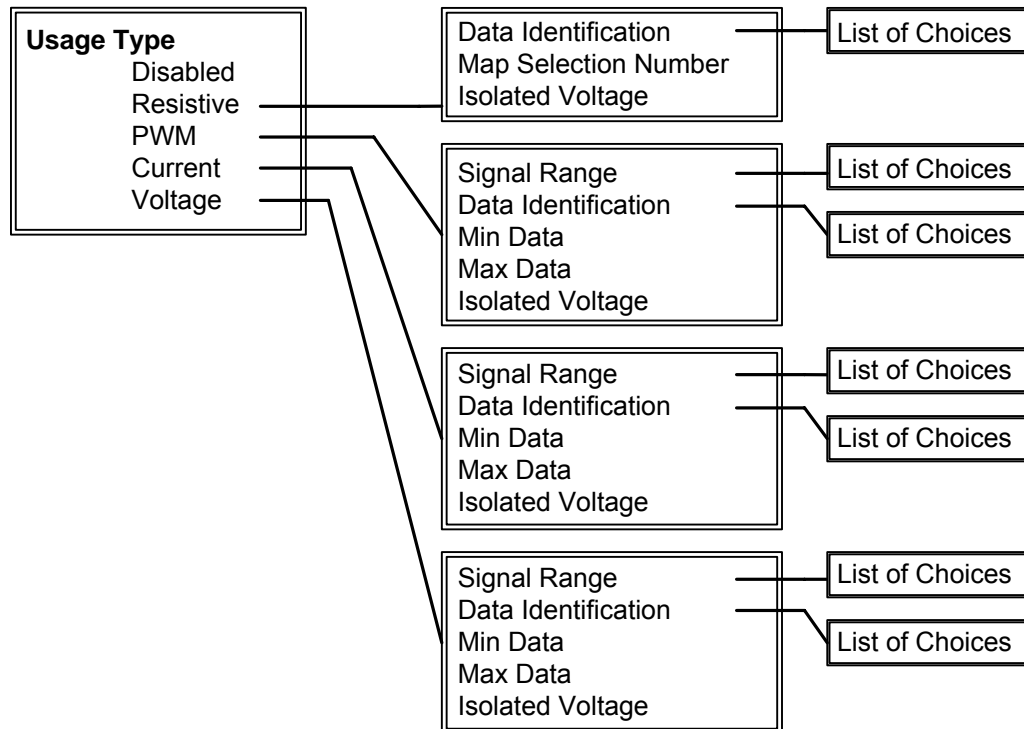 Usage Type
Disabled
Resistive
PWM
Current
Voltage
Data Identification
Map Selection Number
Isolated Voltage
List of Choices
Signal Range
Data Identification
Min Data
Max Data
Isolated Voltage
List of Choices
List of Choices
Signal Range
Data Identification
Min Data
Max Data
Isolated Voltage
List of Choices
List of Choices
Signal Range
Data Identification
Min Data
Max Data
Isolated Voltage
List of Choices
List of Choices